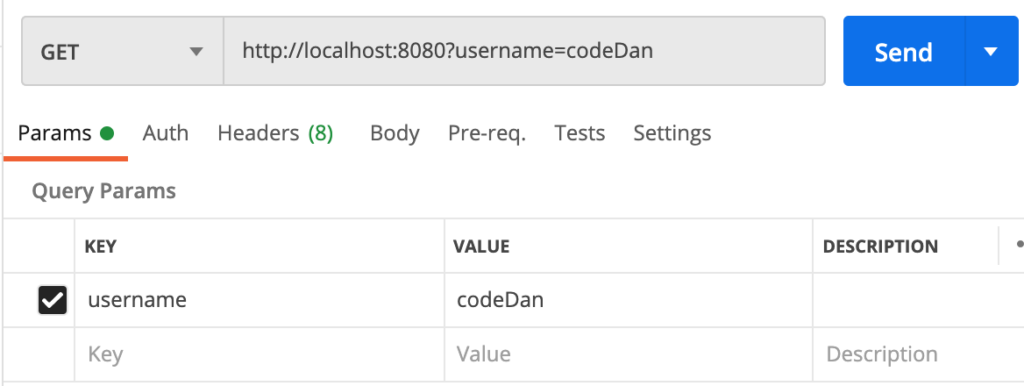 GET http://localhost:8080?username=codeDan Send
Params Auth Headers (8) Body Pre-req. Tests Settings
Query Params
KEY VALUE DESCRIPTION
username codeDan
Key Value Description